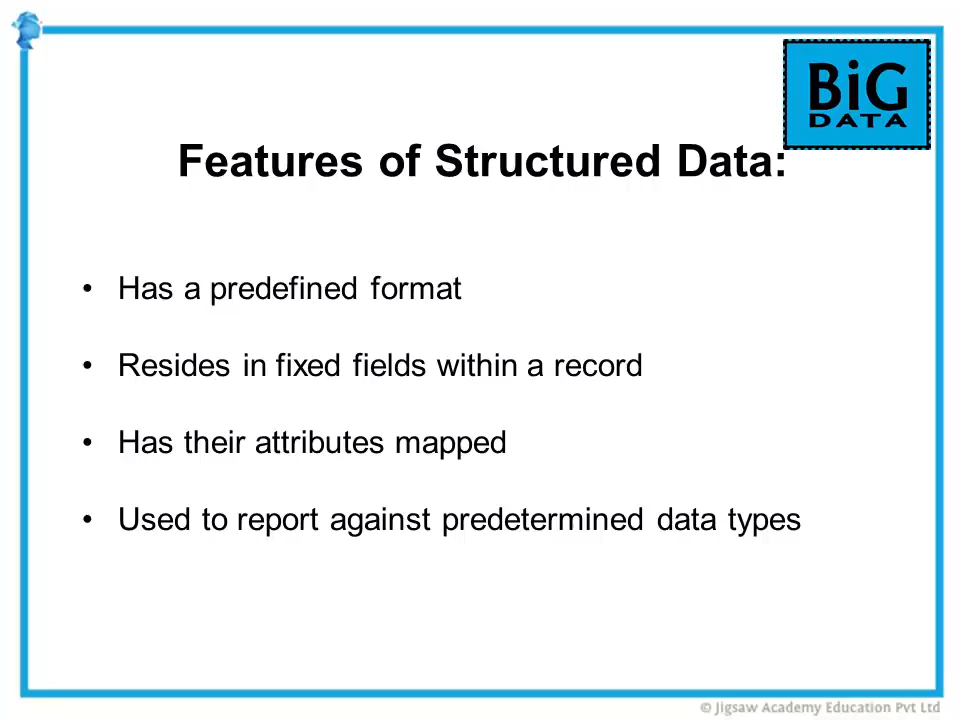 BiG
DATA
Features of Structured Data:
• Has a predefined format
• Resides in fixed fields within a record
• Has their attributes mapped
• Used to report against predetermined data types
© Jigsaw Academy Education Pvt Ltd